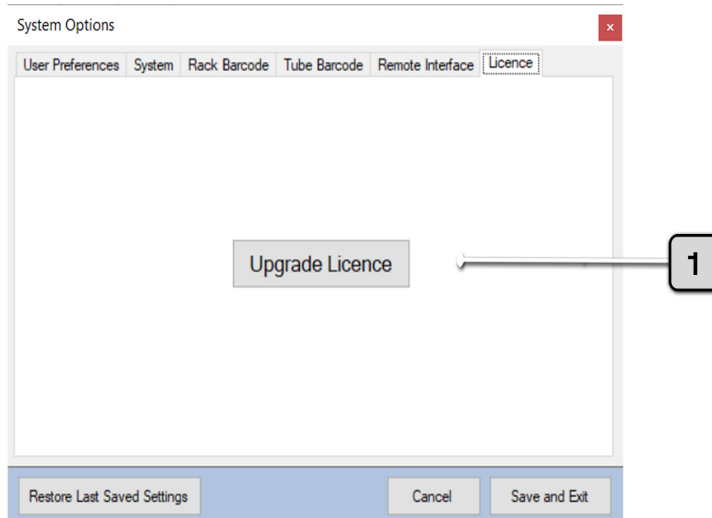 System Options
x
User Preferences System Rack Barcode Tube Barcode Remote Interface Licence
Upgrade Licence
1
Restore Last Saved Settings Cancel Save and Exit